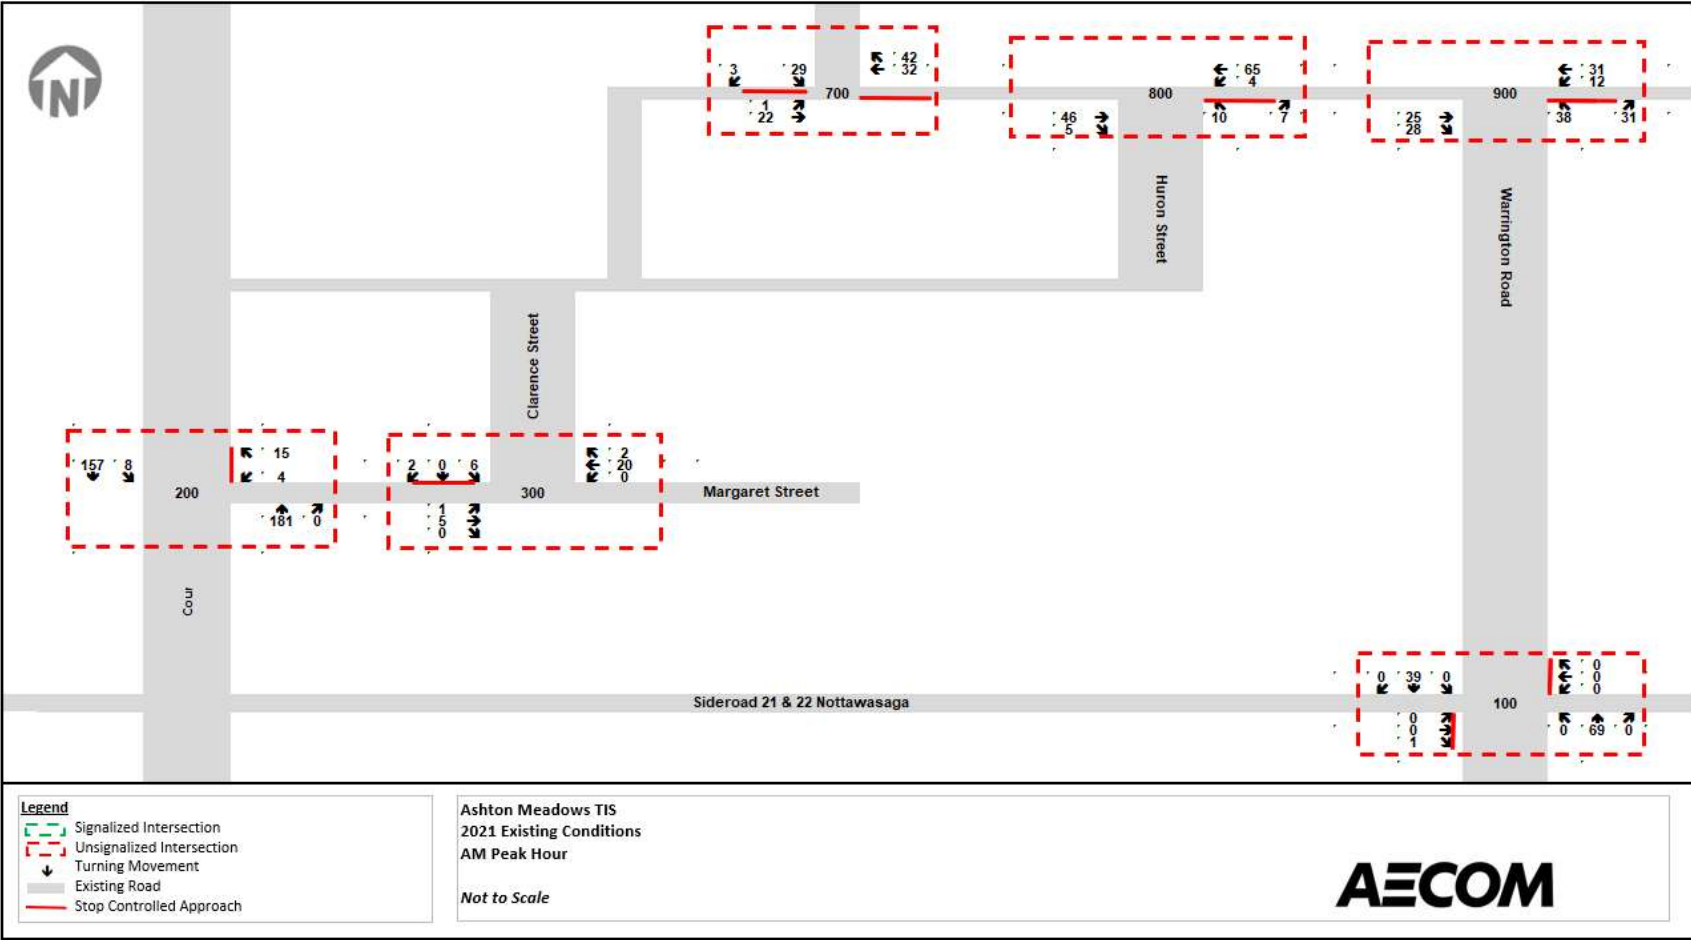 N
3 29
42
32
1
22
700
65
4
46
5
800
10 7
31
12
25
28
900
38 31
Huron Street
Warrington Road
Clarence Street
157 8
15
4
200
181 0
2 0 6
2
20
0
1
5
0
300
Margaret Street
Cour
Sideroad 21 & 22 Nottawasaga
0 39 0
0
0
0
0
0
1
100
0 69 0
Legend
Signalized Intersection
Unsignalized Intersection
Turning Movement
Existing Road
Stop Controlled Approach
Ashton Meadows TIS
2021 Existing Conditions
AM Peak Hour
Not to Scale
AECOM